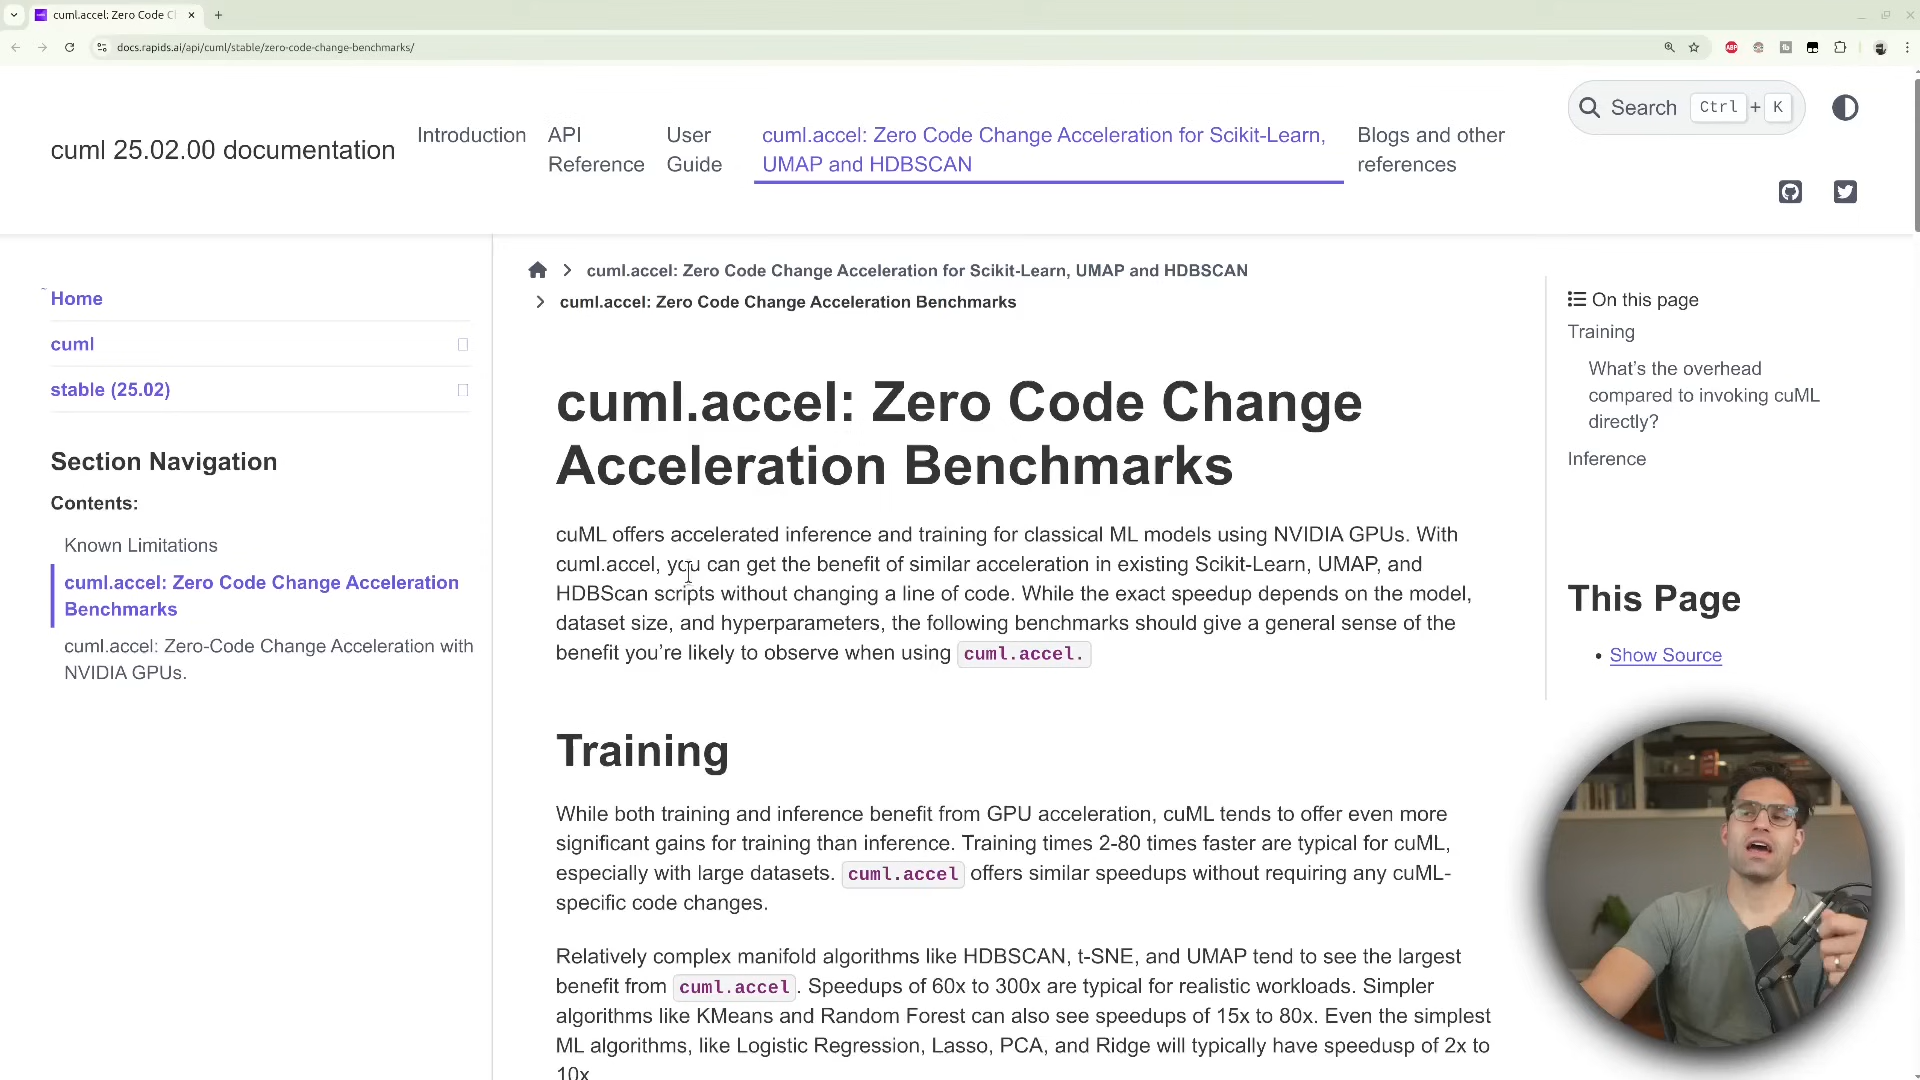 cuml.accel: Zero Code C
docs.rapids.ai/api/cuml/stable/zero-code-change-benchmarks/
ABP
cuml 25.02.00 documentation
Introduction
API
Reference
User
Guide
cuml.accel: Zero Code Change Acceleration for Scikit-Learn,
UMAP and HDBSCAN
Blogs and other
references
Search Ctrl + K
Home
cuml
stable (25.02)
Section Navigation
Contents:
Known Limitations
cuml.accel: Zero Code Change Acceleration
Benchmarks
cuml.accel: Zero-Code Change Acceleration with
NVIDIA GPUs.
cuml.accel: Zero Code Change Acceleration for Scikit-Learn, UMAP and HDBSCAN
cuml.accel: Zero Code Change Acceleration Benchmarks
cuml.accel: Zero Code Change
Acceleration Benchmarks
cuML offers accelerated inference and training for classical ML models using NVIDIA GPUs. With
cuml.accel, you can get the benefit of similar acceleration in existing Scikit-Learn, UMAP, and
HDBScan scripts without changing a line of code. While the exact speedup depends on the model,
dataset size, and hyperparameters, the following benchmarks should give a general sense of the
benefit you’re likely to observe when using cuml.accel.
Training
While both training and inference benefit from GPU acceleration, cuML tends to offer even more
significant gains for training than inference. Training times 2-80 times faster are typical for cuML,
especially with large datasets. cuml.accel offers similar speedups without requiring any cuML-
specific code changes.
Relatively complex manifold algorithms like HDBSCAN, t-SNE, and UMAP tend to see the largest
benefit from cuml.accel. Speedups of 60x to 300x are typical for realistic workloads. Simpler
algorithms like KMeans and Random Forest can also see speedups of 15x to 80x. Even the simplest
ML algorithms, like Logistic Regression, Lasso, PCA, and Ridge will typically have speedusp of 2x to
10x
On this page
Training
What’s the overhead
compared to invoking cuML
directly?
Inference
This Page
• Show Source